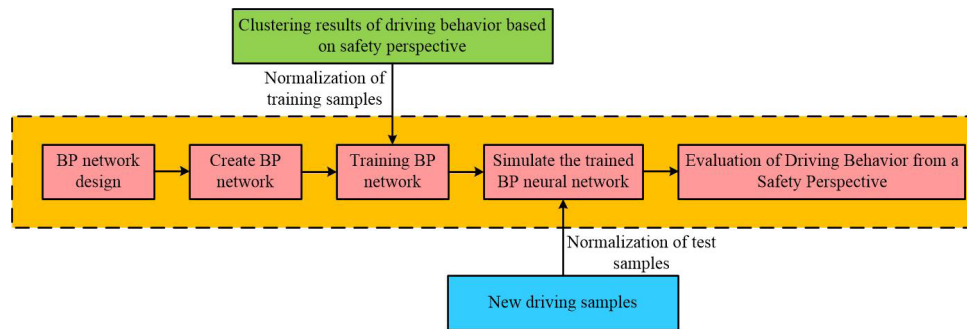 Clustering results of driving behavior based
on safety perspective
Normalization of
training samples
BP network
design
Create BP
network
Training BP
network
Simulate the trained
BP neural network
Evaluation of Driving Behavior from a
Safety Perspective
Normalization of test
samples
New driving samples